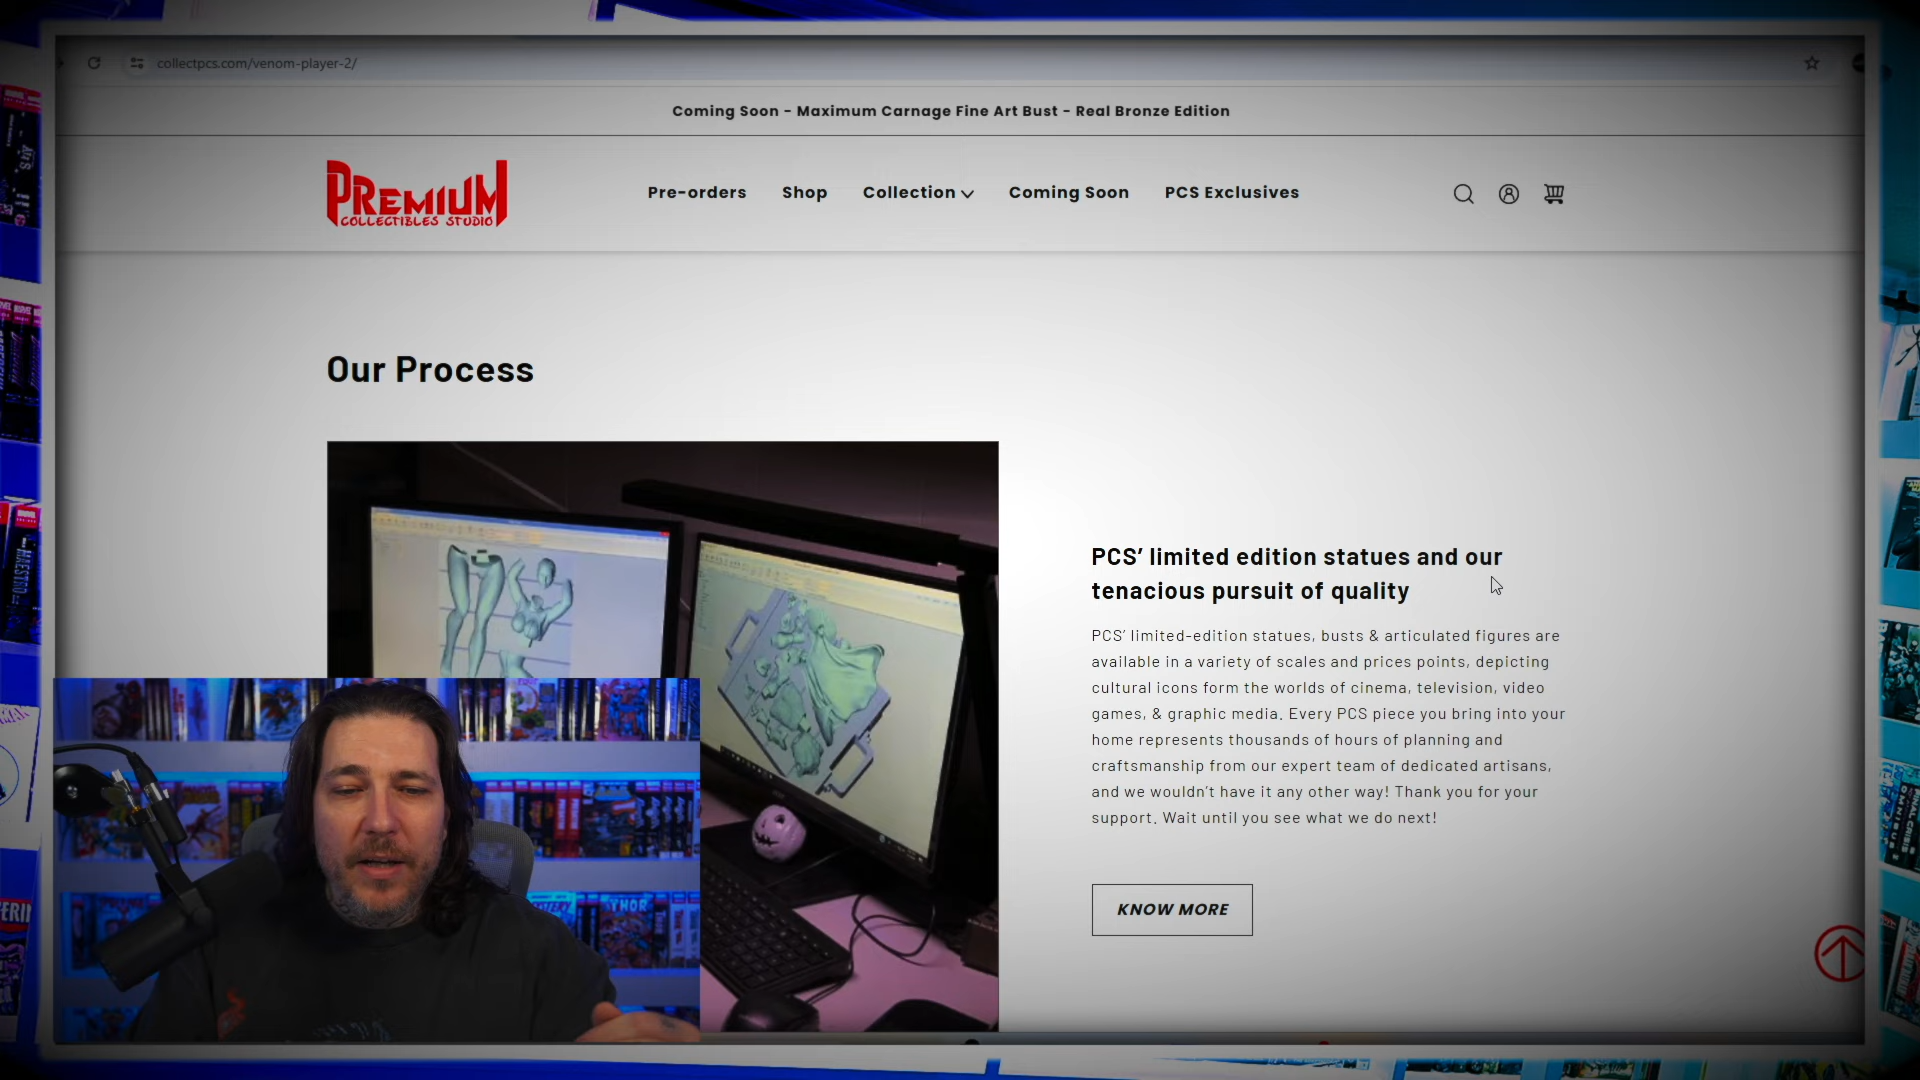 collectpcs.com/venom-player-2/
Coming Soon - Maximum Carnage Fine Art Bust - Real Bronze Edition
PREMIUM
COLLECTIBLES STUDIO
Pre-orders
Shop
Collection
Coming Soon
PCS Exclusives
Our Process
PCS’ limited edition statues and our
tenacious pursuit of quality
PCS’ limited-edition statues, busts & articulated figures are
available in a variety of scales and prices points, depicting
cultural icons form the worlds of cinema, television, video
games, & graphic media. Every PCS piece you bring into your
home represents thousands of hours of planning and
craftsmanship from our expert team of dedicated artisans,
and we wouldn’t have it any other way! Thank you for your
support. Wait until you see what we do next!
KNOW MORE
THOR